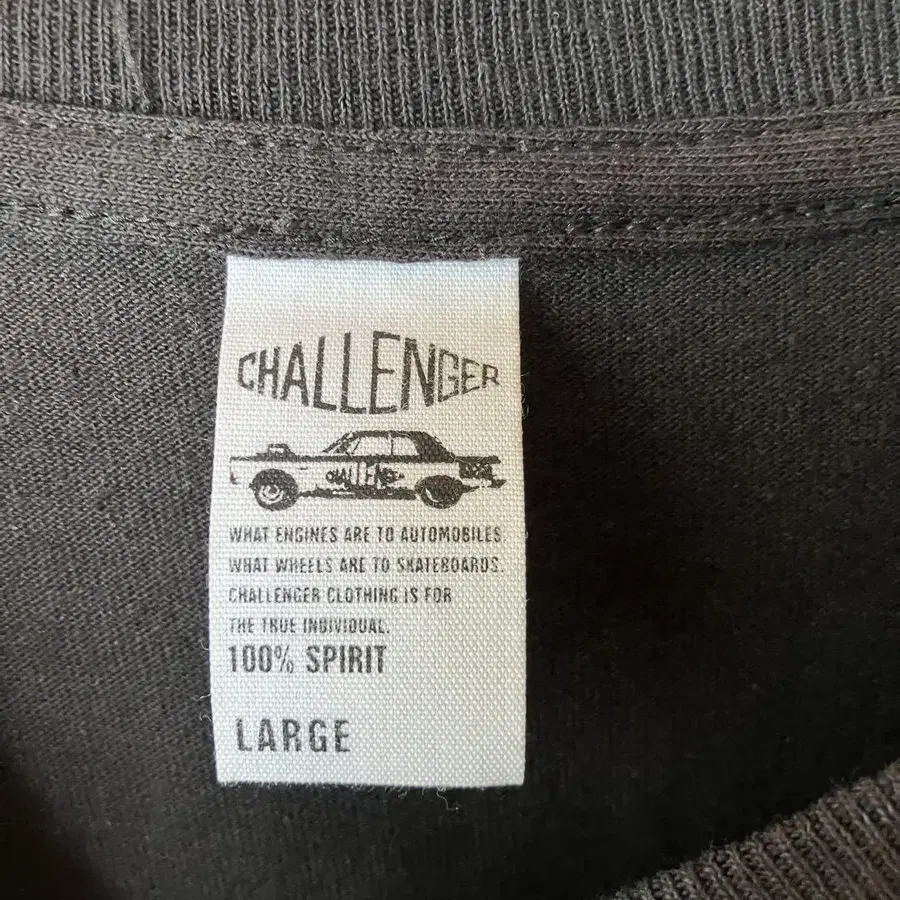 CHALLENGER
CHALLENGER
WHAT ENGINES ARE TO AUTOMOBILES.
WHAT WHEELS ARE TO SKATEBOARDS.
CHALLENGER CLOTHING IS FOR
THE TRUE INDIVIDUAL.
100% SPIRIT
LARGE